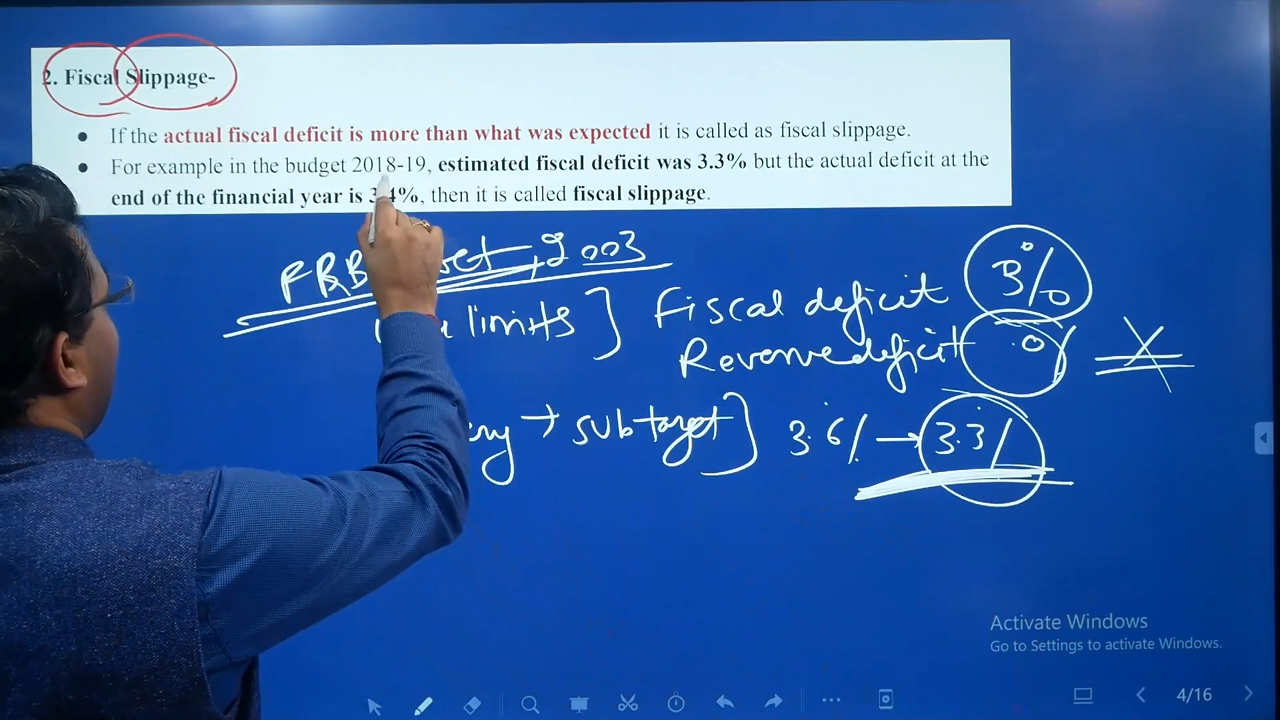 2. Fiscal Slippage-
● If the actual fiscal deficit is more than what was expected it is called as fiscal slippage.
● For example in the budget 2018-19, estimated fiscal deficit was 3.3% but the actual deficit at the
end of the financial year is 3.4%, then it is called fiscal slippage.
2003
limits ] Fiscal deficit 3%
deficit 0%
→ sub target ] 3.6% → 3.3%
Activate Windows
Go to Settings to activate Windows.
4/16